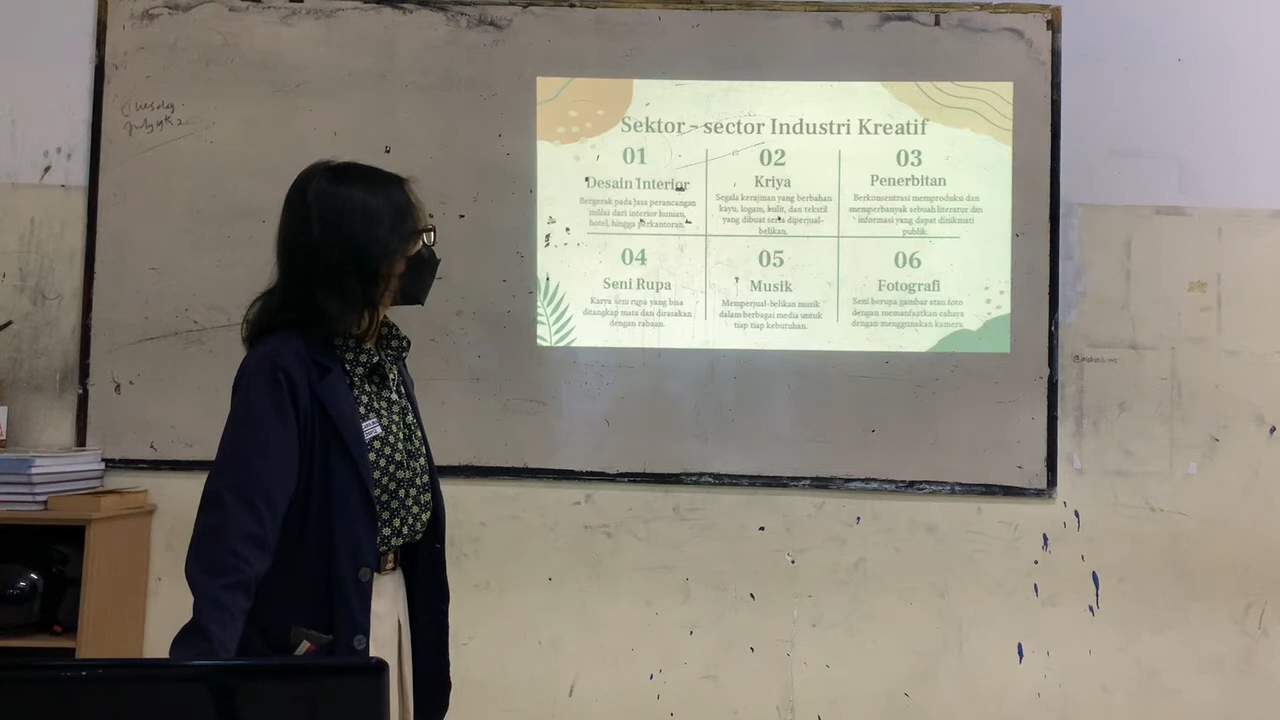 Tuesday
July 19th 2
Sektor - sector Industri Kreatif
01
Desain Interior
Bergerak pada jasa perancangan
mulai dari interior hunian,
hotel, hingga perkantoran.
02
Kriya
Segala kerajinan yang berbahan
kayu, logam, kulit, dan tekstil
yang dibuat serta diperjual-
belikan.
03
Penerbitan
Berkonsentrasi memproduksi dan
memperbanyak sebuah literatur dan
informasi yang dapat dinikmati
publik.
04
Seni Rupa
Karya seni rupa yang bisa
ditangkap mata dan dirasakan
dengan rabaan.
05
Musik
Memperjual-belikan musik
dalam berbagai media untuk
tiap tiap kebutuhan.
06
Fotografi
Seni berupa gambar atau foto
dengan memanfaatkan cahaya
dengan menggunakan kamera.